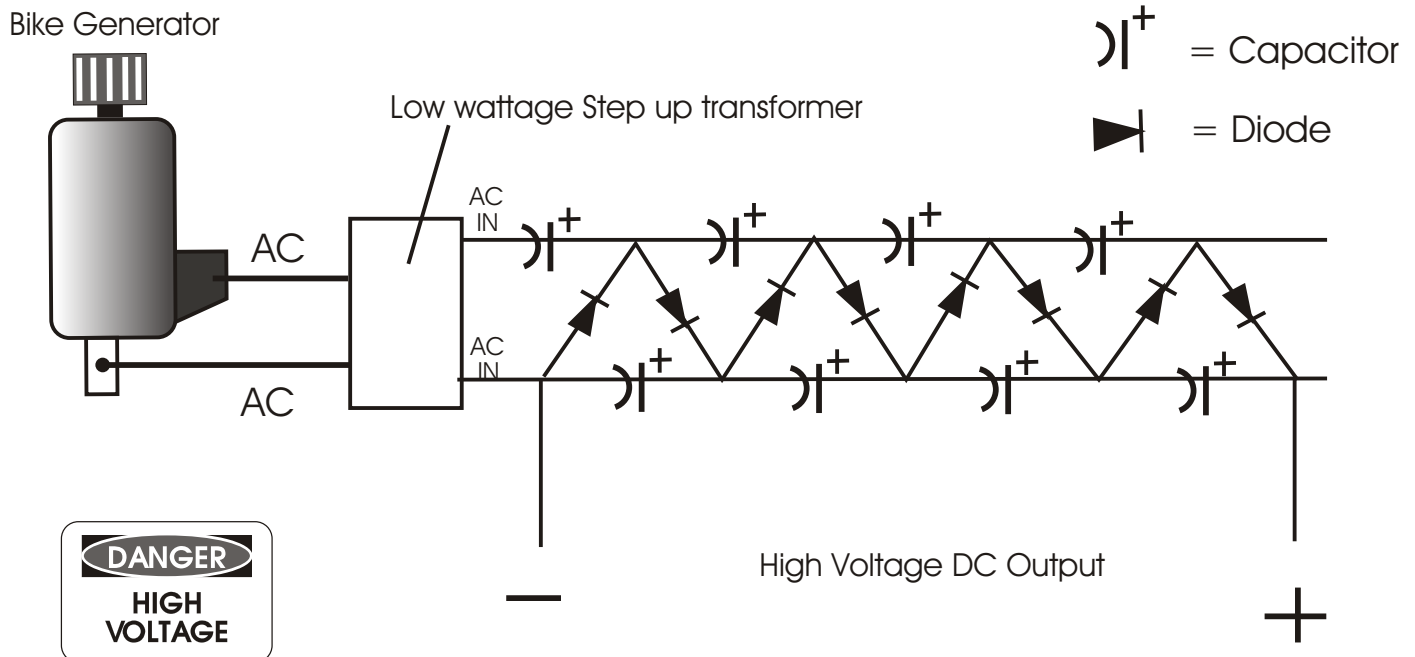 Bike Generator
+
= Capacitor
Low wattage Step up transformer
= Diode
AC
IN
+
+
+
+
AC
AC
IN
+
+
+
+
AC
High Voltage DC Output
DANGER
HIGH
VOLTAGE
−
+